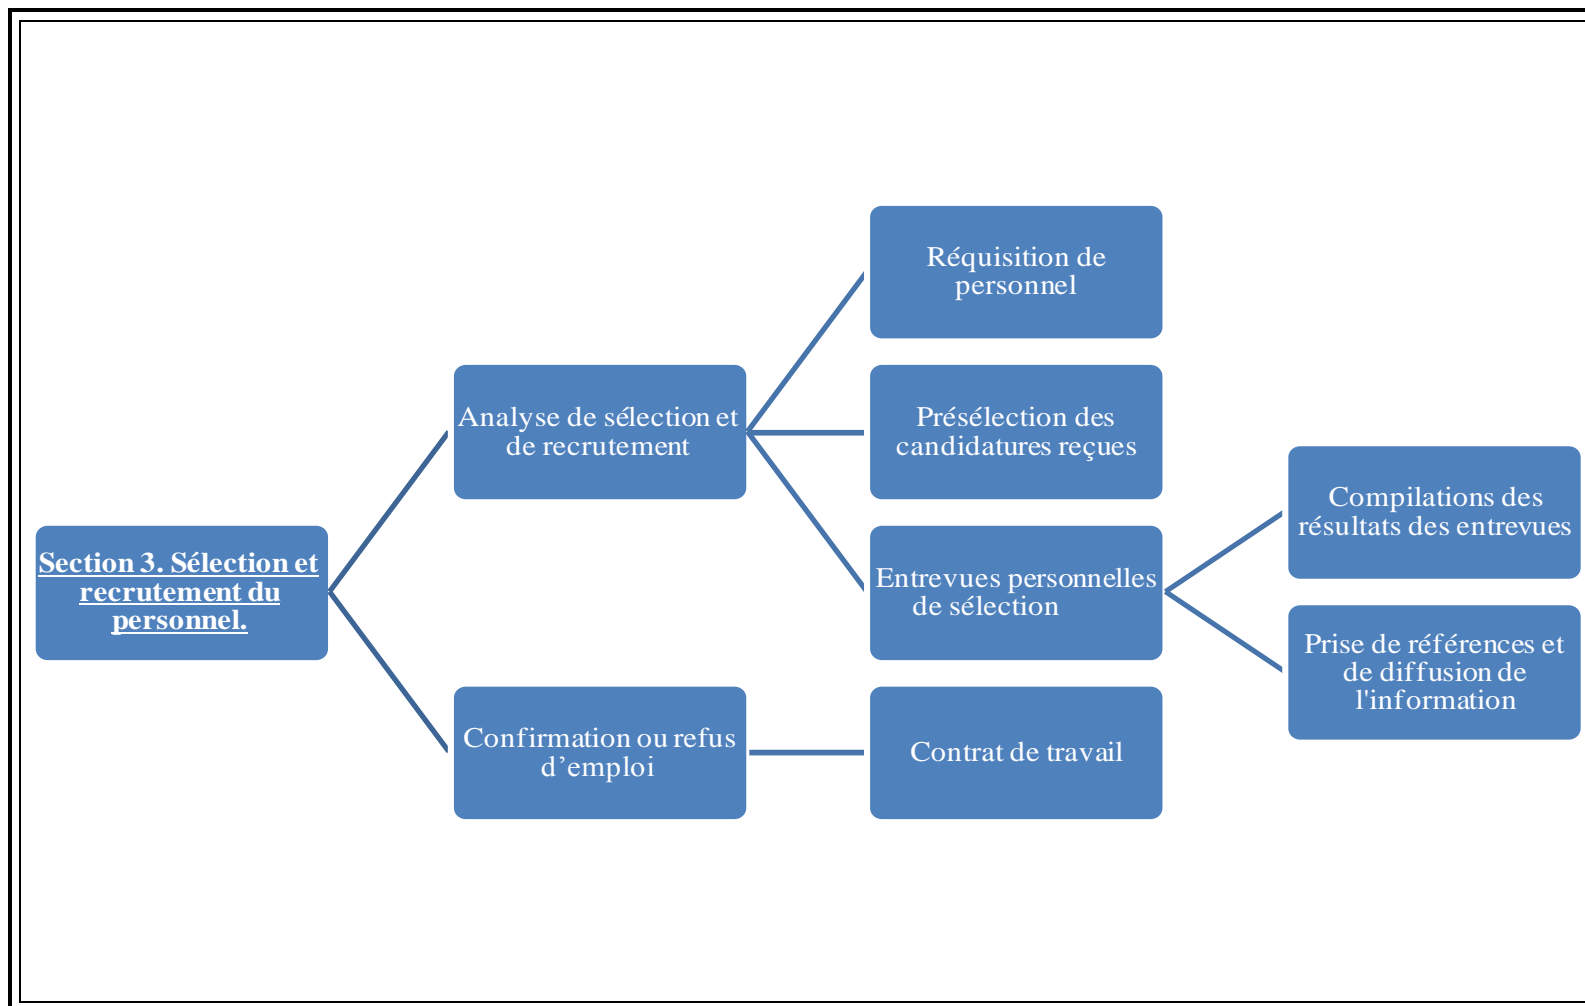 Section 3. Sélection et
recrutement du
personnel.
Analyse de sélection et
de recrutement
Réquisition de
personnel
Présélection des
candidatures reçues
Entrevues personnelles
de sélection
Compilations des
résultats des entrevues
Prise de références et
de diffusion de
l'information
Confirmation ou refus
d’emploi
Contrat de travail